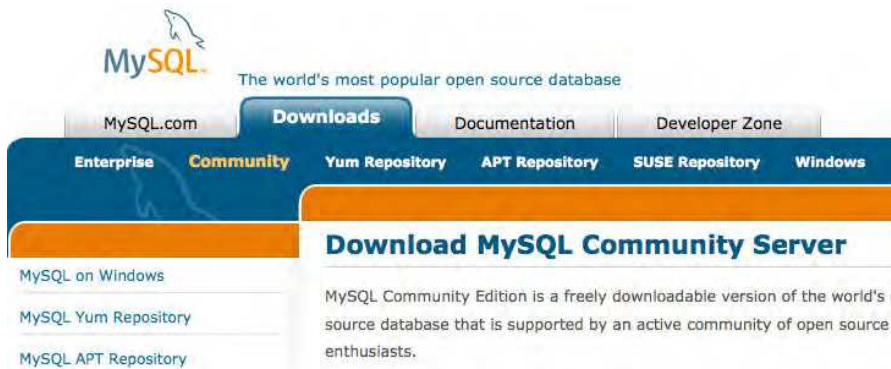 MySQL
The world's most popular open source database
MySQL.com Downloads Documentation Developer Zone
Enterprise Community Yum Repository APT Repository SUSE Repository Windows
Download MySQL Community Server
MySQL on Windows
MySQL Yum Repository
MySQL APT Repository
MySQL Community Edition is a freely downloadable version of the world's
source database that is supported by an active community of open source
enthusiasts.